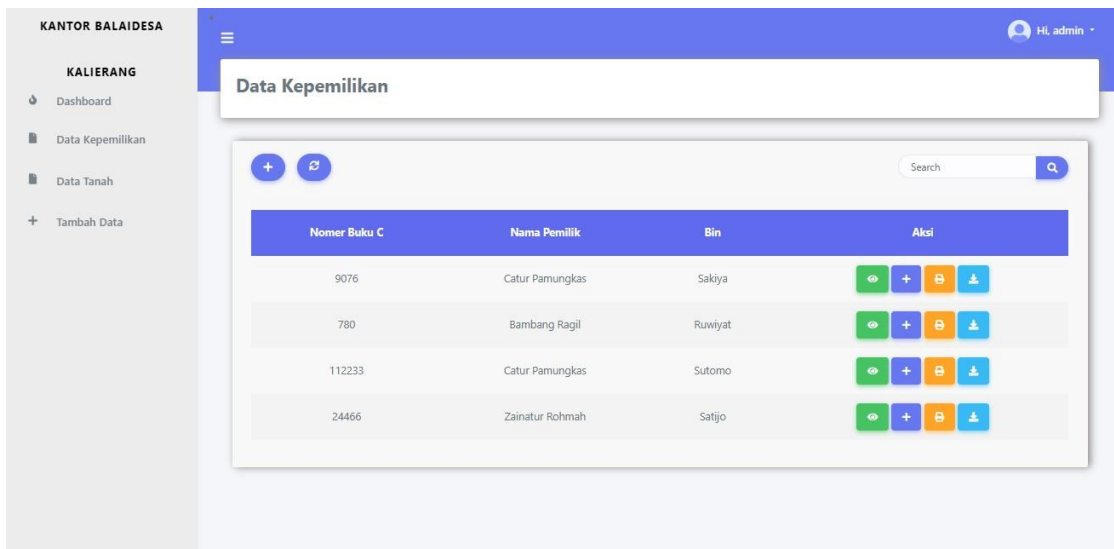 KANTOR BALAIDESA
KALIERANG
Dashboard
Data Kepemilikan
Data Tanah
Tambah Data
Hi, admin
Data Kepemilikan
Search
Nomer Buku C Nama Pemilik Bin Aksi
9076 Catur Pamungkas Sakiya
780 Bambang Ragil Ruwiyat
112233 Catur Pamungkas Sutomo
24466 Zainatur Rohmah Satijo